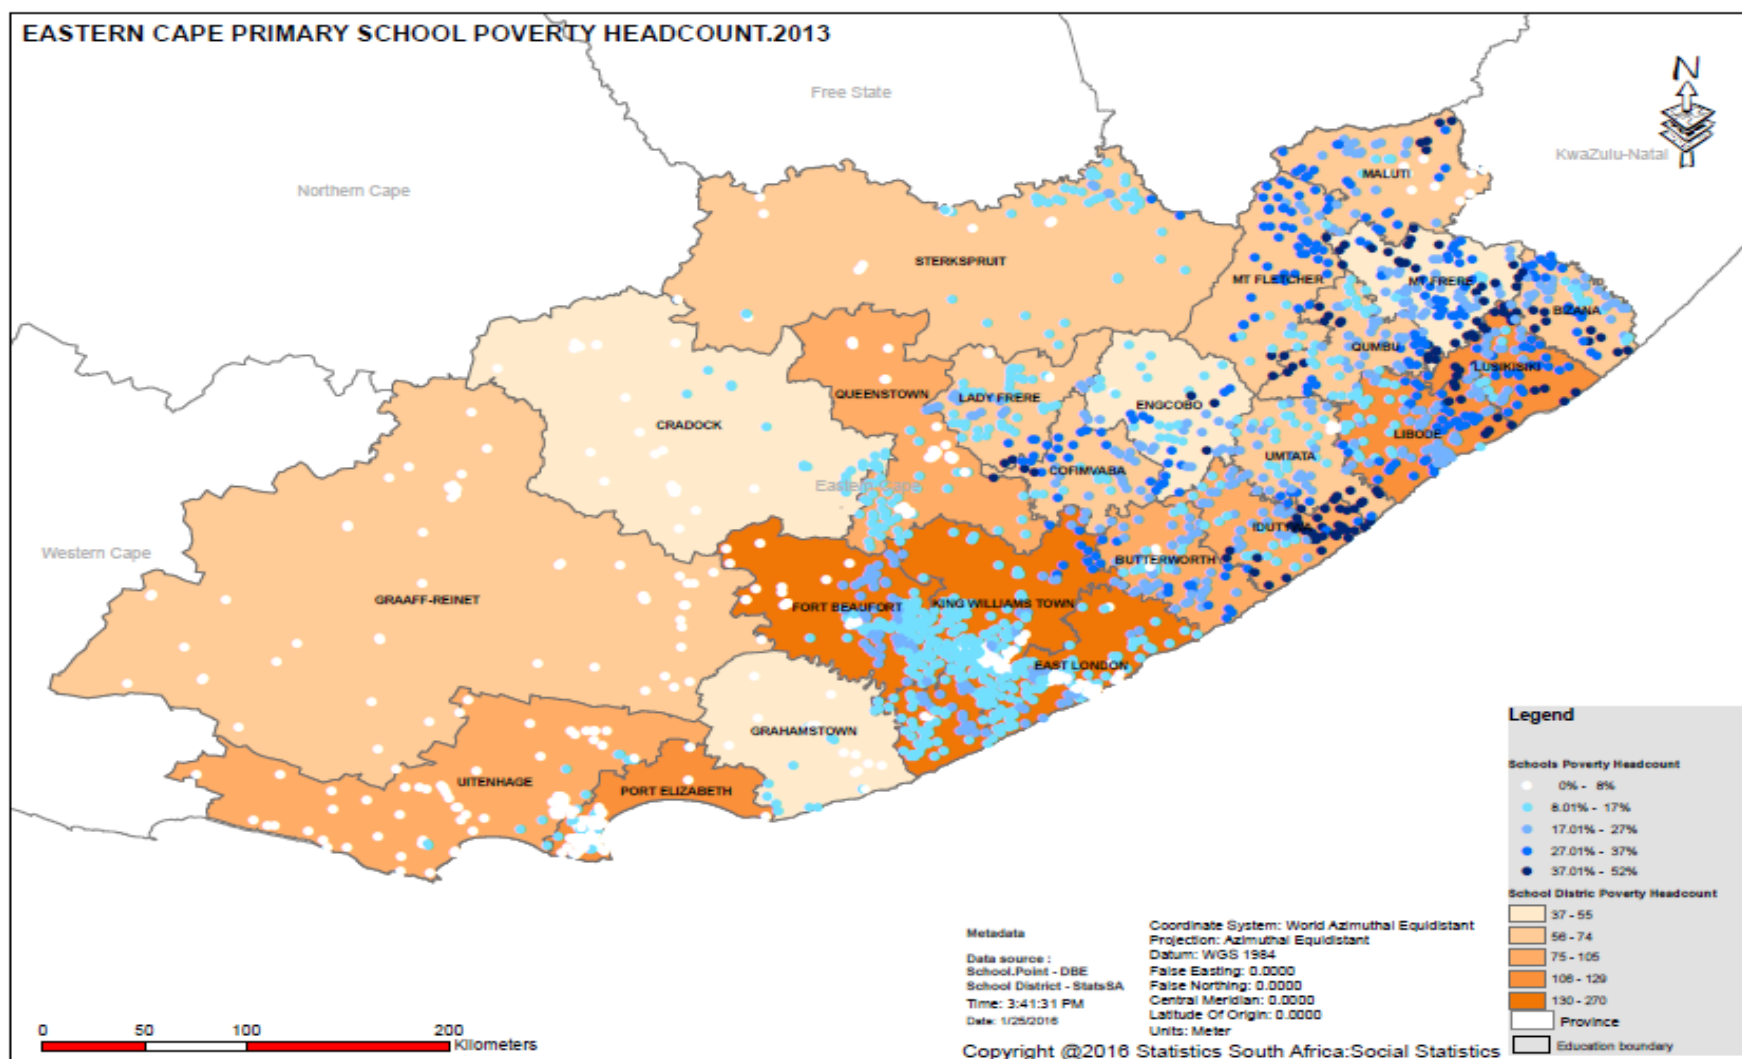 EASTERN CAPE PRIMARY SCHOOL POVERTY HEADCOUNT.2013
N
Free State
KwaZulu-Natal
Northern Cape
MALUTI
STERKSPRUIT
MT FLETCHER
MT FRERE
BIZANA
QUMBU
LUSIKISIKI
QUEENSTOWN
LADY FRERE
ENGCOBO
CRADOCK
LIBODE
UMTATA
COFIMVABA
Eastern Cape
IDUTYWA
Western Cape
BUTTERWORTH
GRAAFF-REINET
FORT BEAUFORT
KING WILLIAMS TOWN
EAST LONDON
GRAHAMSTOWN
UITENHAGE
PORT ELIZABETH
Legend
Schools Poverty Headcount
0% - 8%
8.01% - 17%
17.01% - 27%
27.01% - 37%
37.01% - 52%
School Distric Poverty Headcount
37 - 55
56 - 74
75 - 105
106 - 129
130 - 270
Province
Education boundary
Metadata
Data source :
School.Point - DBE
School District - StatsSA
Time: 3:41:31 PM
Date: 1/25/2016
Coordinate System: World Azimuthal Equidistant
Projection: Azimuthal Equidistant
Datum: WGS 1984
False Easting: 0.0000
False Northing: 0.0000
Central Meridian: 0.0000
Latitude Of Origin: 0.0000
Units: Meter
0 50 100 200
Kilometers
Copyright @2016 Statistics South Africa:Social Statistics